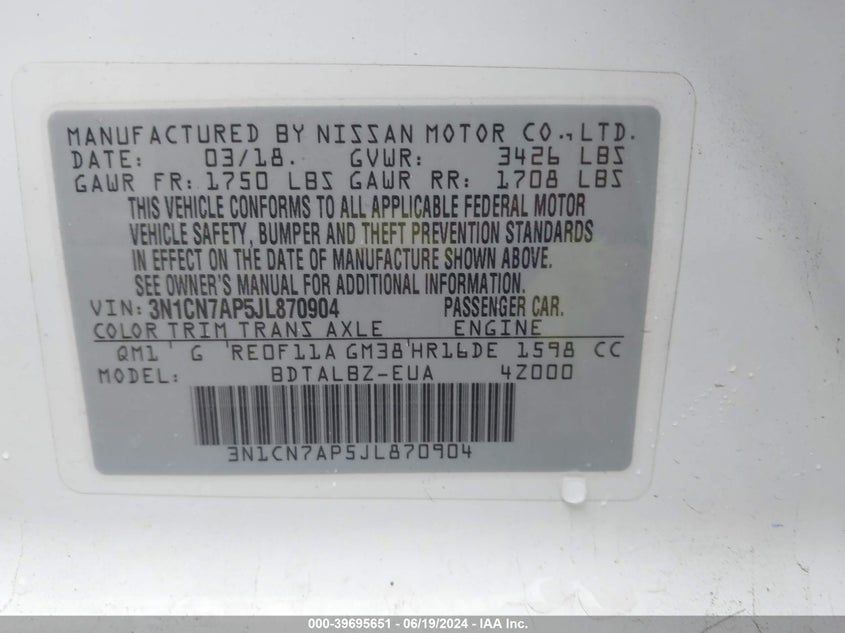 MANUFACTURED BY NISSAN MOTOR CO., LTD.
DATE: 03/18. GVWR: 3426 LBS
GAWR FR: 1750 LBS GAWR RR: 1708 LBS
THIS VEHICLE CONFORMS TO ALL APPLICABLE FEDERAL MOTOR
VEHICLE SAFETY, BUMPER AND THEFT PREVENTION STANDARDS
IN EFFECT ON THE DATE OF MANUFACTURE SHOWN ABOVE.
SEE OWNER'S MANUAL FOR ADDITIONAL INFORMATION.
VIN: 3N1CN7AP5JL870904 PASSENGER CAR.
COLOR TRIM TRANS AXLE ENGINE
QM1 ' G 'RE0F11A GM38'HR16DE 1598 CC
MODEL: BDTALBZ-EUA 4Z000
3N1CN7AP5JL870904
000-39695651 - 06/19/2024 - IAA Inc.